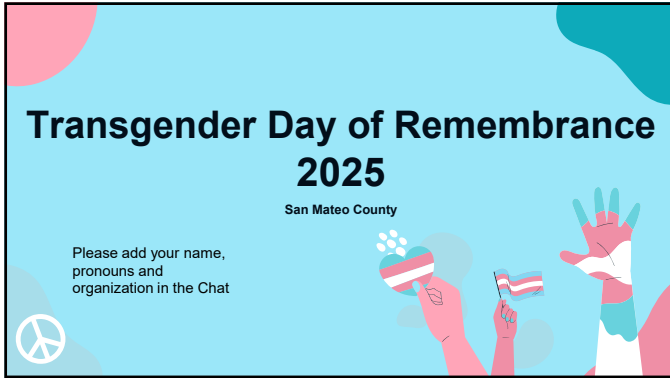 Transgender Day of Remembrance
2025
San Mateo County
Please add your name,
pronouns and
organization in the Chat